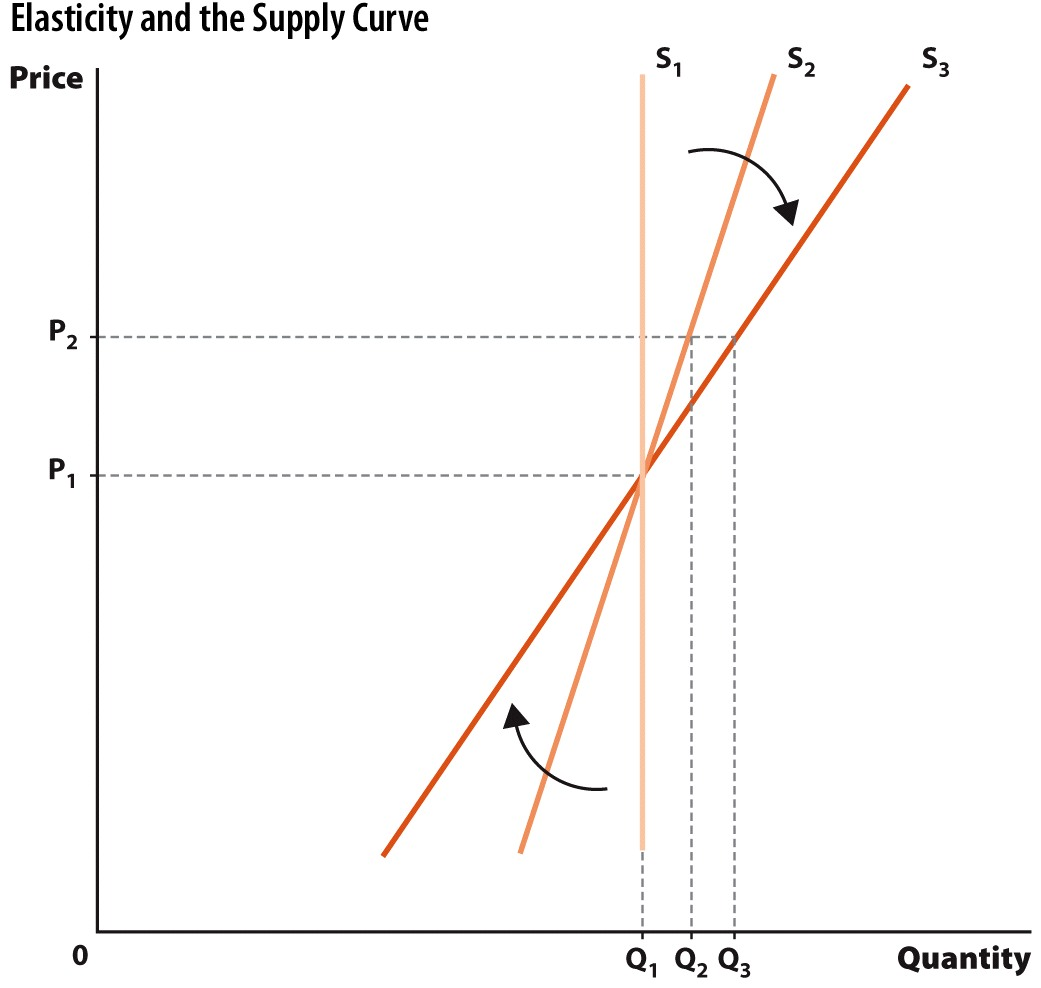 Elasticity and the Supply Curve
Price
S₁
S₂
S₃
P₂
P₁
0
Q₁
Q₂
Q₃
Quantity